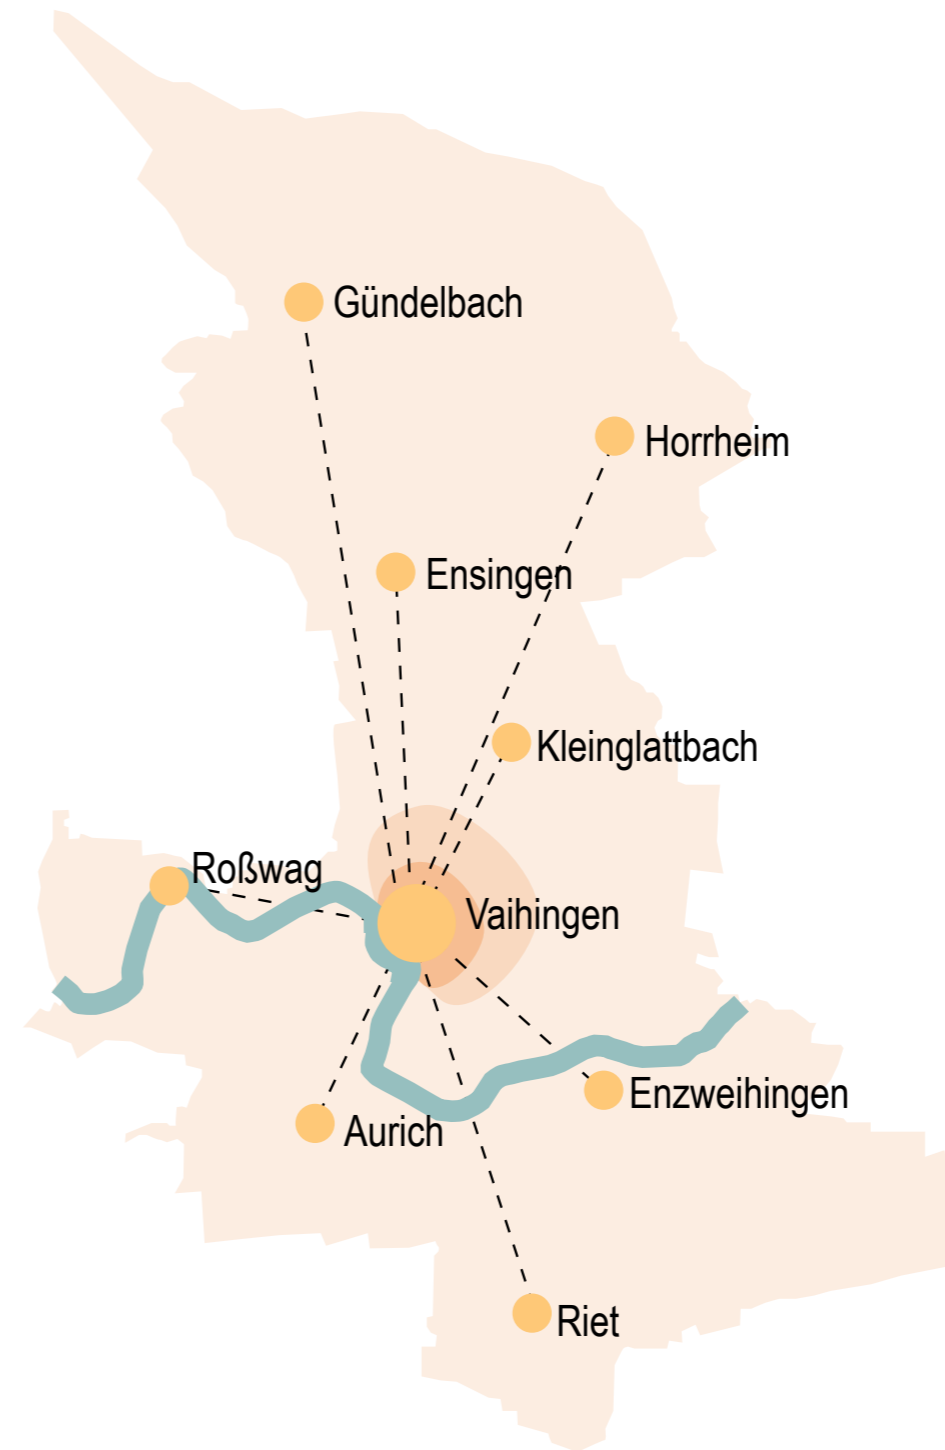 Gündelbach
Horrheim
Ensingen
Kleinglattbach
Roßwag
Vaihingen
Enzweihingen
Aurich
Riet